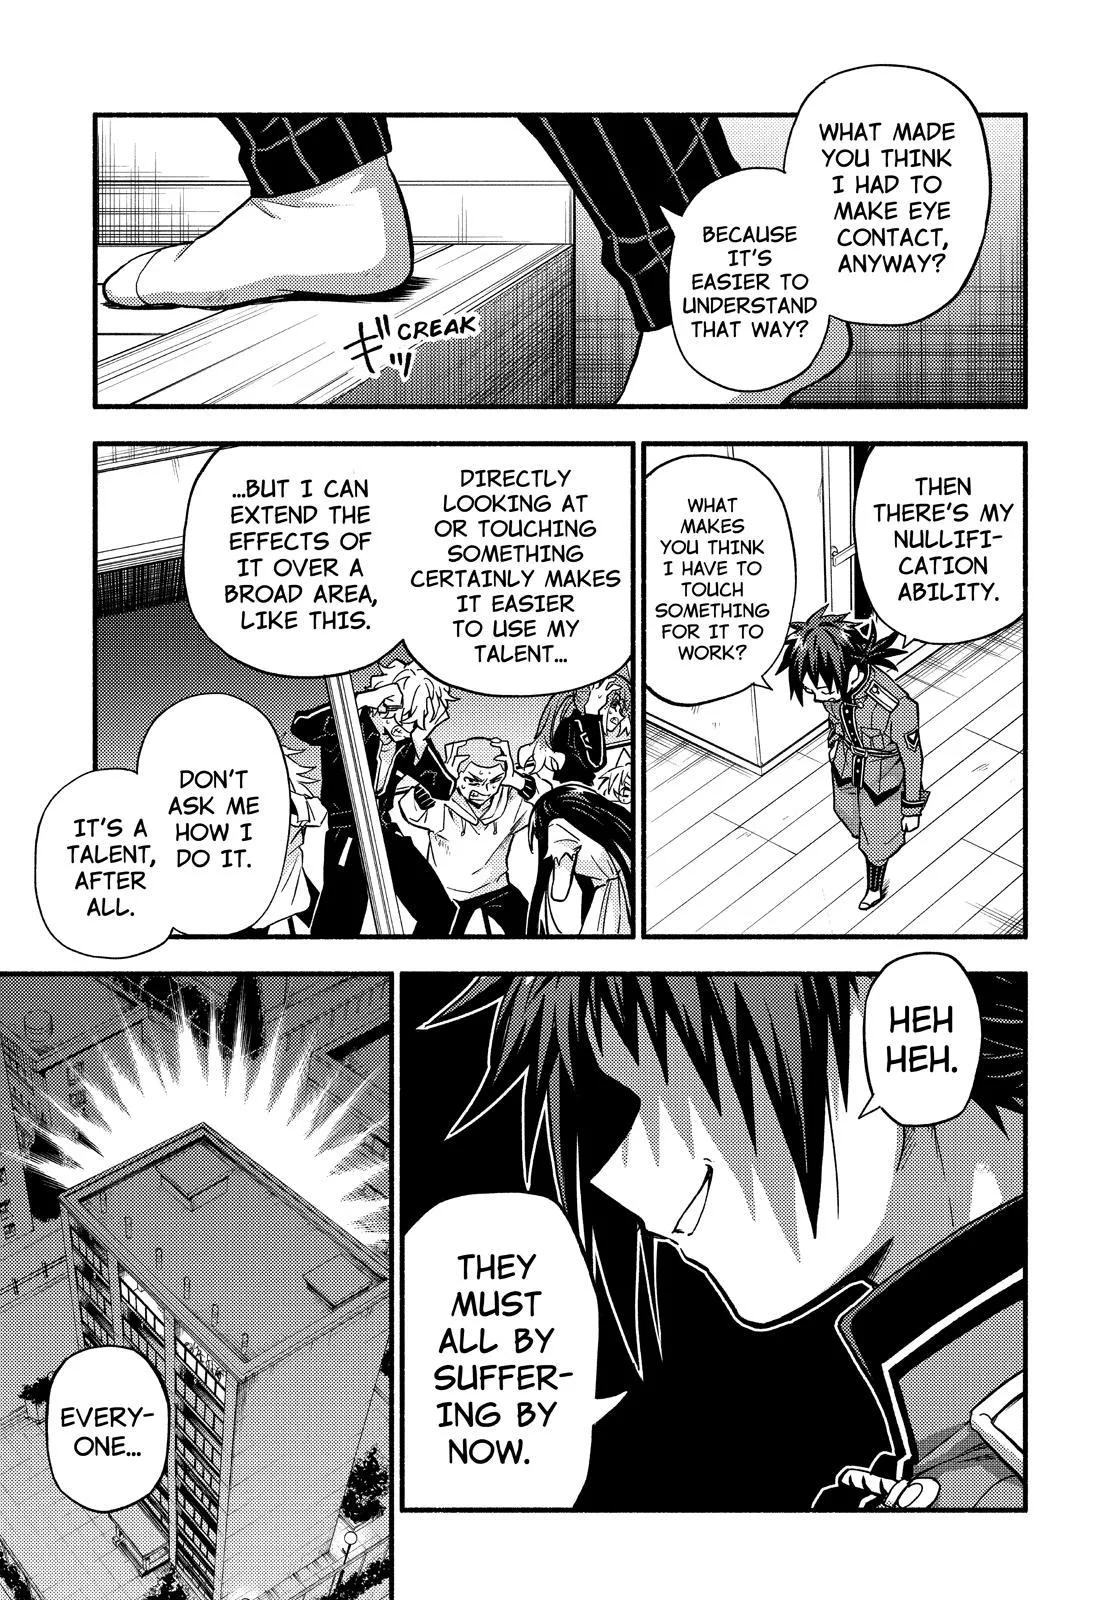 WHAT MADE
YOU THINK
I HAD TO
MAKE EYE
CONTACT,
ANYWAY?
BECAUSE
IT'S
EASIER TO
UNDERSTAND
THAT WAY?
ギッ
CREAK
THEN
THERE'S MY
NULLIFI-
CATION
ABILITY.
WHAT
MAKES
YOU THINK
I HAVE TO
TOUCH
SOMETHING
FOR IT TO
WORK?
DIRECTLY
LOOKING AT
OR TOUCHING
SOMETHING
CERTAINLY MAKES
IT EASIER
TO USE MY
TALENT...
...BUT I CAN
EXTEND THE
EFFECTS OF
IT OVER A
BROAD AREA,
LIKE THIS.
DON'T
ASK ME
HOW I
DO IT.
IT'S A
TALENT,
AFTER
ALL.
HEH
HEH.
THEY
MUST
ALL BE
SUFFER-
ING BY
NOW.
EVERY-
ONE...